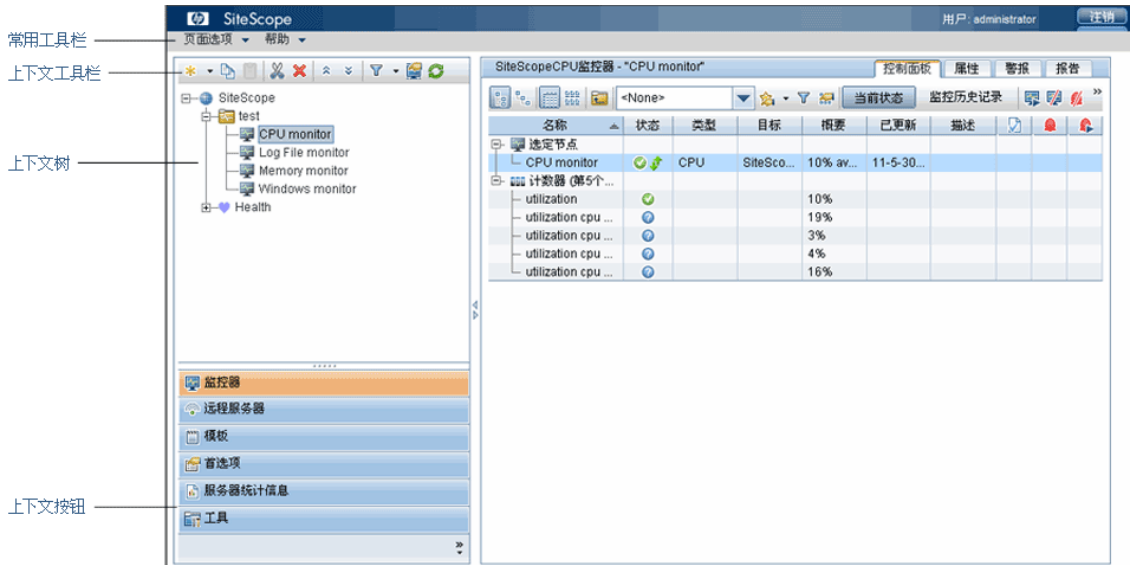 SiteScope
用户: administrator
注销
常用工具栏
页面选项 帮助
上下文工具栏
SiteScope
test
CPU monitor
Log File monitor
Memory monitor
Windows monitor
Health
上下文树
监控器
远程服务器
模板
首选项
服务器统计信息
工具
上下文按钮
SiteScopeCPU监控器 - "CPU monitor"
控制面板 属性 警报 报告
<None> 当前状态 监控历史记录
名称 状态 类型 目标 概要 已更新 描述
选定节点
CPU monitor CPU SiteSco... 10% av... 11-5-30...
计数器 (第5个...
utilization 10%
utilization cpu ... 19%
utilization cpu ... 3%
utilization cpu ... 4%
utilization cpu ... 16%